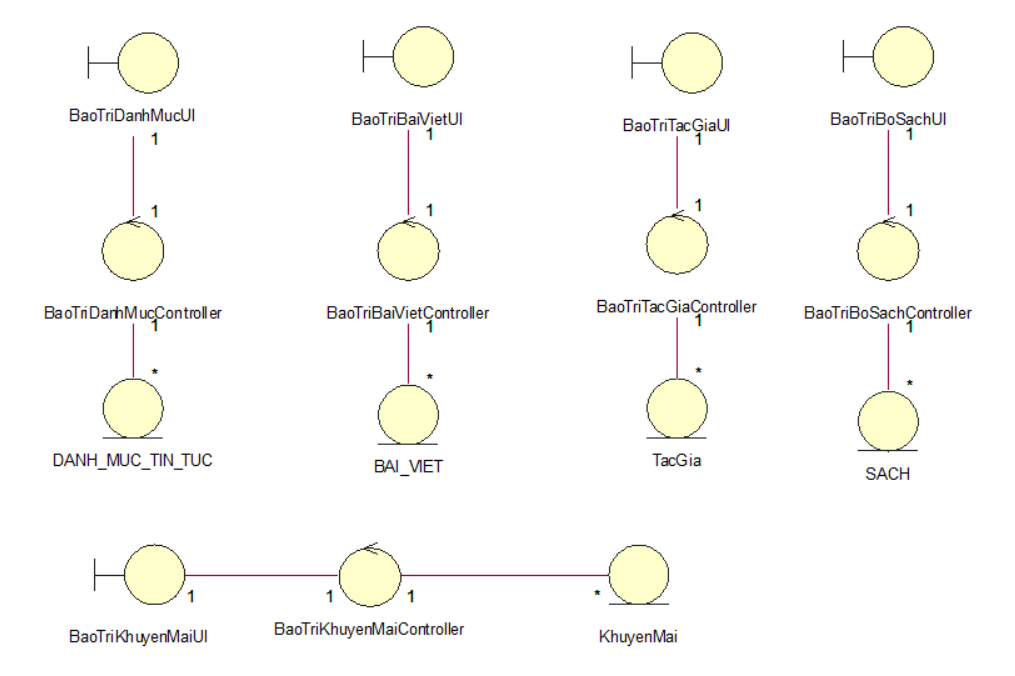 BaoTriDanhMucUI
BaoTriBaiVietUI
BaoTriTacGiaUI
BaoTriBoSachUI
1
1
1
1
1
1
1
1
BaoTriDanhMucController
BaoTriBaiVietController
BaoTriTacGiaController
BaoTriBoSachController
1
1
1
1
*
*
*
*
DANH_MUC_TIN_TUC
BAI_VIET
TacGia
SACH
1
1
1
*
BaoTriKhuyenMaiUI
BaoTriKhuyenMaiController
KhuyenMai